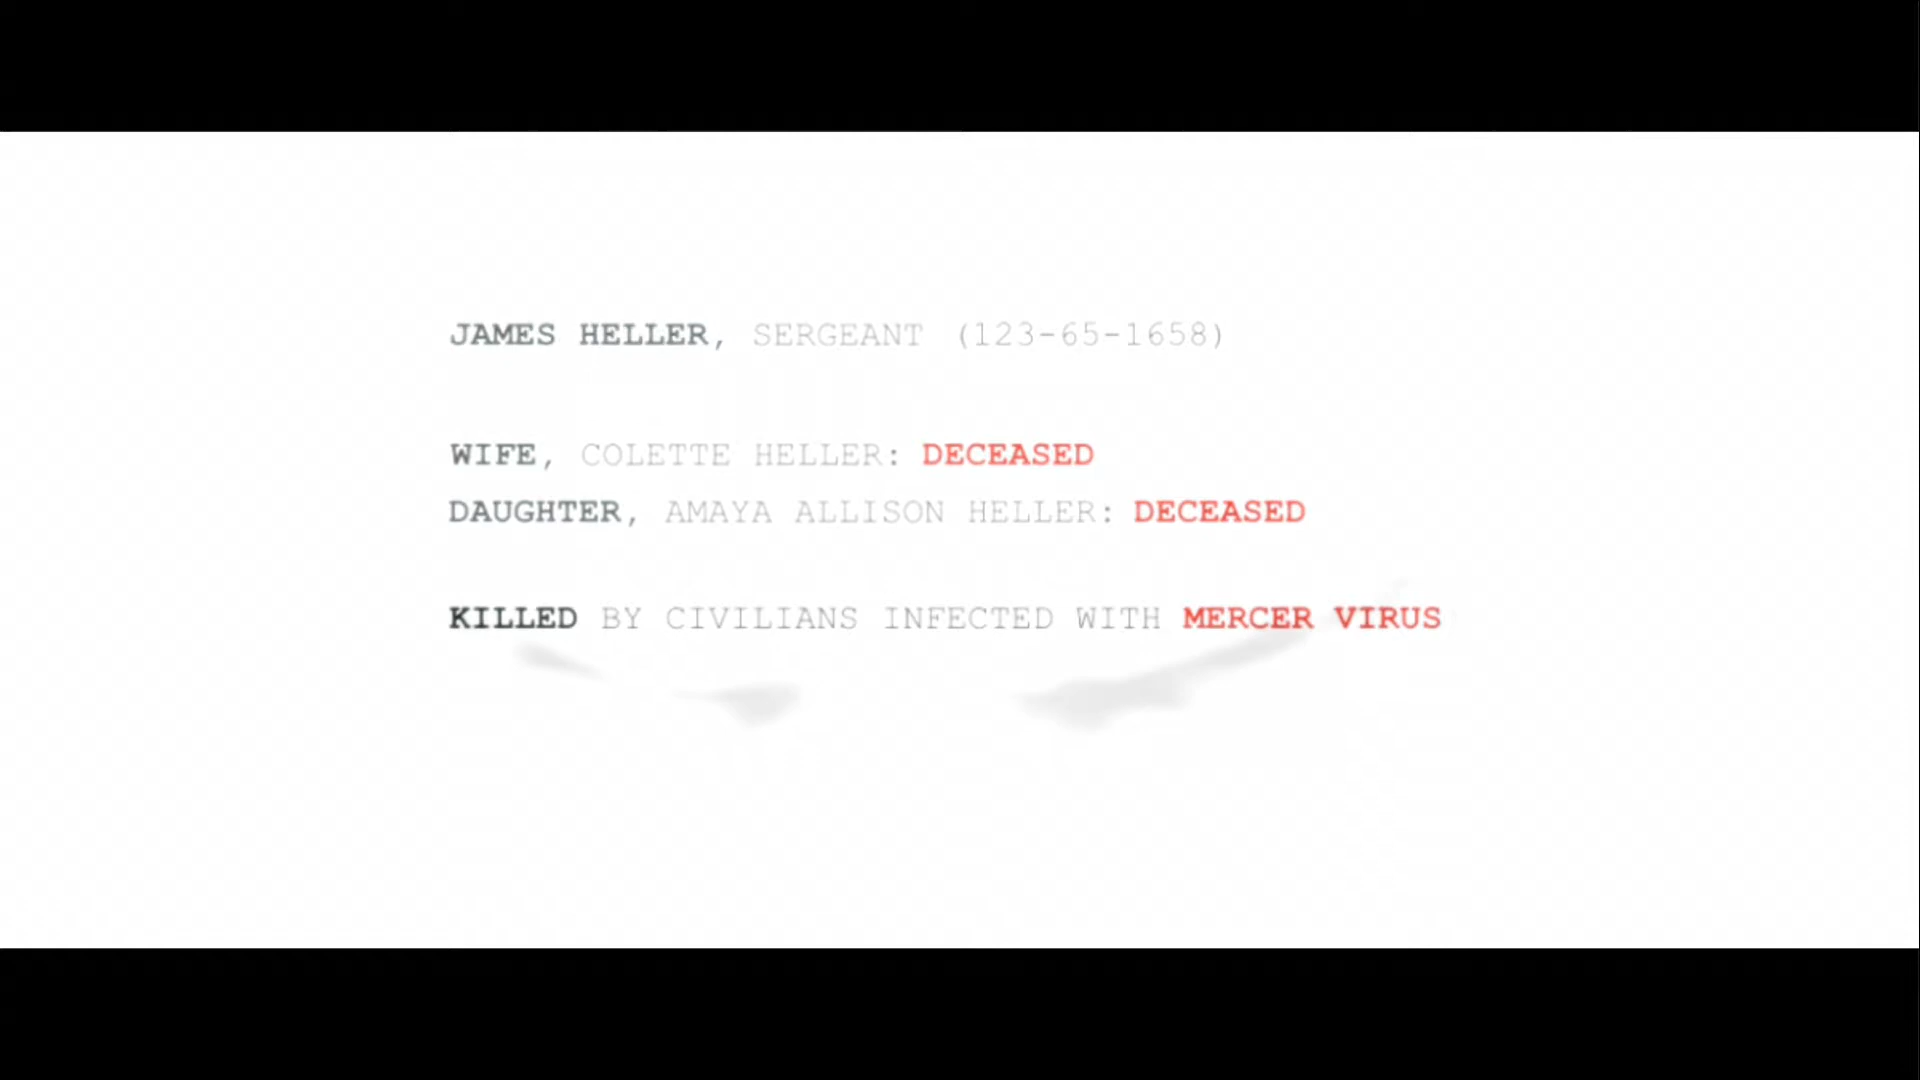 JAMES HELLER, SERGEANT (123-65-1658)
WIFE, COLETTE HELLER: DECEASED
DAUGHTER, AMAYA ALLISON HELLER: DECEASED
KILLED BY CIVILIANS INFECTED WITH MERCER VIRUS